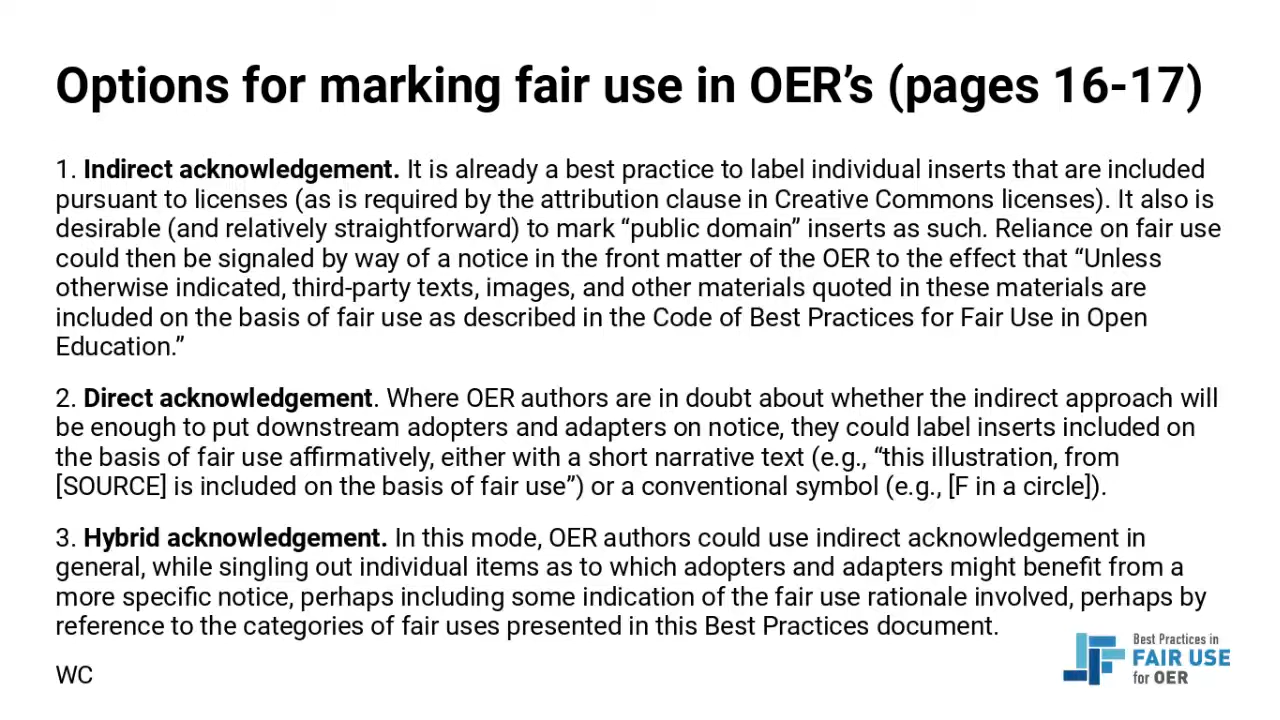 Options for marking fair use in OER’s (pages 16-17)
1. Indirect acknowledgement. It is already a best practice to label individual inserts that are included
pursuant to licenses (as is required by the attribution clause in Creative Commons licenses). It also is
desirable (and relatively straightforward) to mark “public domain” inserts as such. Reliance on fair use
could then be signaled by way of a notice in the front matter of the OER to the effect that “Unless
otherwise indicated, third-party texts, images, and other materials quoted in these materials are
included on the basis of fair use as described in the Code of Best Practices for Fair Use in Open
Education.”
2. Direct acknowledgement. Where OER authors are in doubt about whether the indirect approach will
be enough to put downstream adopters and adapters on notice, they could label inserts included on
the basis of fair use affirmatively, either with a short narrative text (e.g., “this illustration, from
[SOURCE] is included on the basis of fair use”) or a conventional symbol (e.g., [F in a circle]).
3. Hybrid acknowledgement. In this mode, OER authors could use indirect acknowledgement in
general, while singling out individual items as to which adopters and adapters might benefit from a
more specific notice, perhaps including some indication of the fair use rationale involved, perhaps by
reference to the categories of fair uses presented in this Best Practices document.
WC
Best Practices in
FAIR USE
for OER